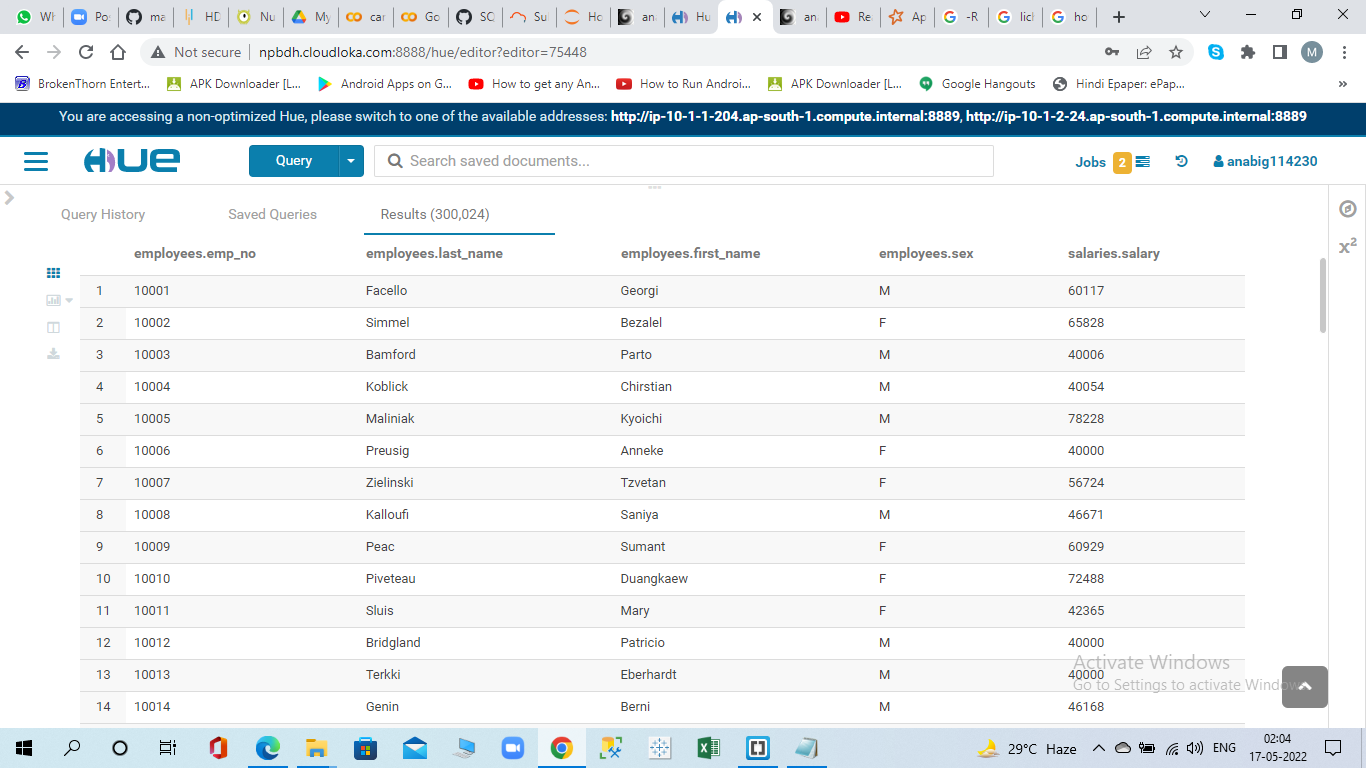 Wh
Po
ma
HD
Nu
My
car
Go
SC
Su
Ho
an
Hu
×
an
Re
Ap
-R
licl
ho
+
Not secure | npbdh.cloudloka.com:8888/hue/editor?editor=75448
M
BrokenThorn Entert... APK Downloader [L... Android Apps on G... How to get any An... How to Run Androi... APK Downloader [L... Google Hangouts Hindi Epaper: ePap... »
You are accessing a non-optimized Hue, please switch to one of the available addresses: http://ip-10-1-1-204.ap-south-1.compute.internal:8889, http://ip-10-1-2-24.ap-south-1.compute.internal:8889
HUE Query Search saved documents... Jobs 2 anabig114230
Query History Saved Queries Results (300,024)
x²
employees.emp_no employees.last_name employees.first_name employees.sex salaries.salary
1 10001 Facello Georgi M 60117
2 10002 Simmel Bezalel F 65828
3 10003 Bamford Parto M 40006
4 10004 Koblick Chirstian M 40054
5 10005 Maliniak Kyoichi M 78228
6 10006 Preusig Anneke F 40000
7 10007 Zielinski Tzvetan F 56724
8 10008 Kalloufi Saniya M 46671
9 10009 Peac Sumant F 60929
10 10010 Piveteau Duangkaew F 72488
11 10011 Sluis Mary F 42365
12 10012 Bridgland Patricio M 40000
13 10013 Terkki Eberhardt M 40000
14 10014 Genin Berni M 46168
Activate Windows
Go to Settings to activate Windows
29°C Haze ENG 02:04
17-05-2022